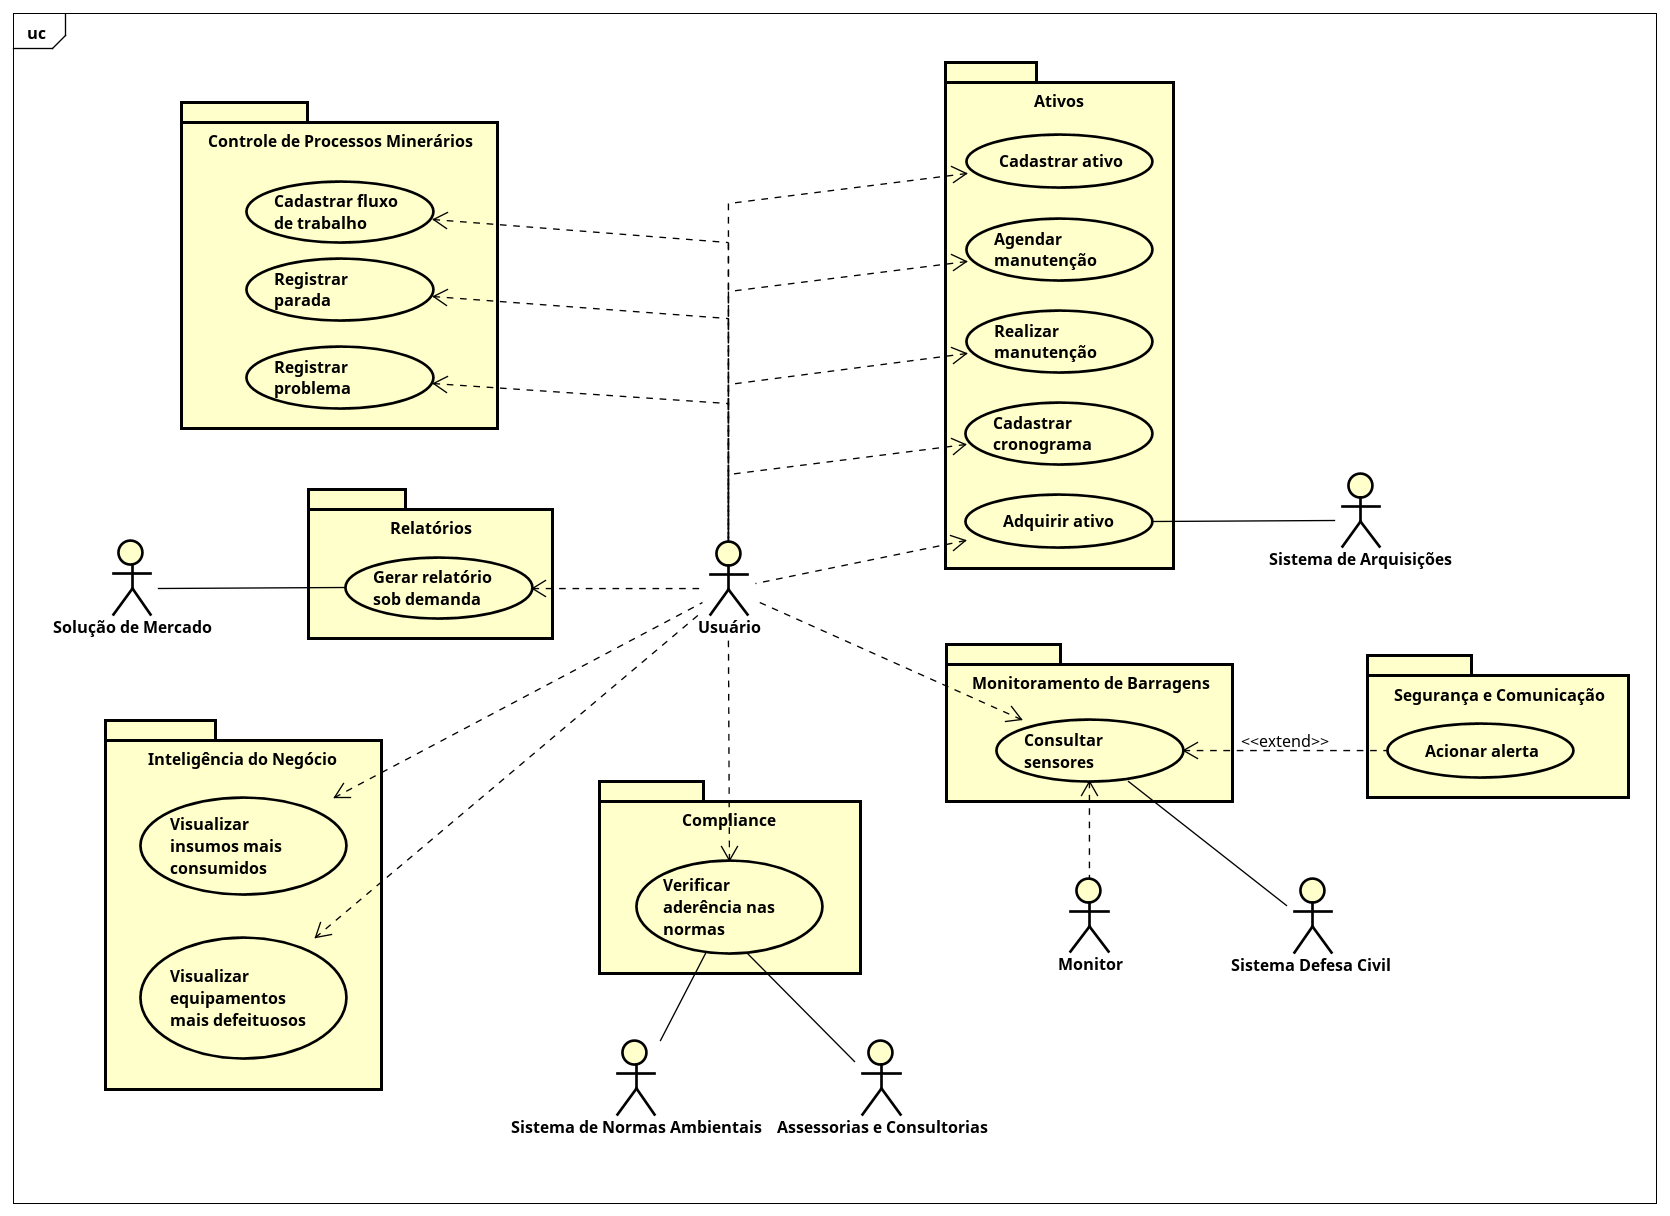 uc
Controle de Processos Minerários
Cadastrar fluxo
de trabalho
Registrar
parada
Registrar
problema
Ativos
Cadastrar ativo
Agendar
manutenção
Realizar
manutenção
Cadastrar
cronograma
Adquirir ativo
Sistema de Arquisições
Relatórios
Gerar relatório
sob demanda
Solução de Mercado
Usuário
Monitoramento de Barragens
Consultar
sensores
<<extend>>
Segurança e Comunicação
Acionar alerta
Inteligência do Negócio
Visualizar
insumos mais
consumidos
Visualizar
equipamentos
mais defeituosos
Compliance
Verificar
aderência nas
normas
Monitor
Sistema Defesa Civil
Sistema de Normas Ambientais
Assessorias e Consultorias